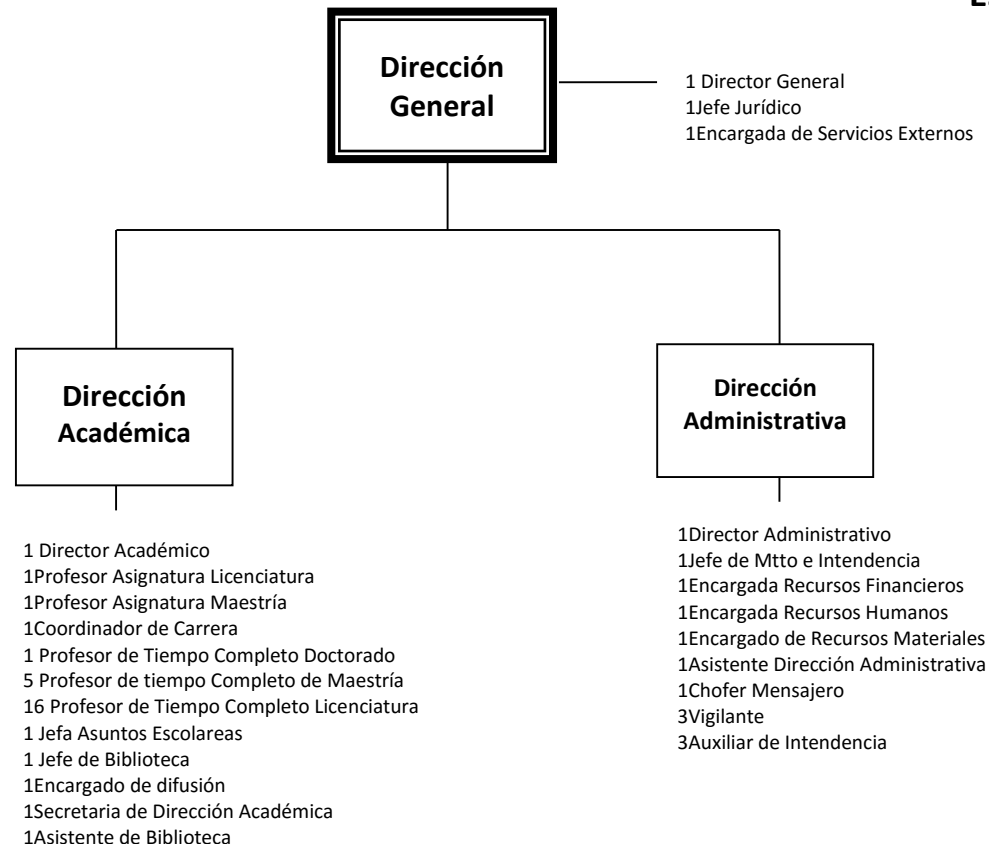 Dirección
General
1 Director General
1Jefe Jurídico
1Encargada de Servicios Externos
Dirección
Académica
1 Director Académico
1Profesor Asignatura Licenciatura
1Profesor Asignatura Maestría
1Coordinador de Carrera
1 Profesor de Tiempo Completo Doctorado
5 Profesor de tiempo Completo de Maestría
16 Profesor de Tiempo Completo Licenciatura
1 Jefa Asuntos Escolareas
1 Jefe de Biblioteca
1Encargado de difusión
1Secretaria de Dirección Académica
1Asistente de Biblioteca
Dirección
Administrativa
1Director Administrativo
1Jefe de Mtto e Intendencia
1Encargada Recursos Financieros
1Encargada Recursos Humanos
1Encargado de Recursos Materiales
1Asistente Dirección Administrativa
1Chofer Mensajero
3Vigilante
3Auxiliar de Intendencia